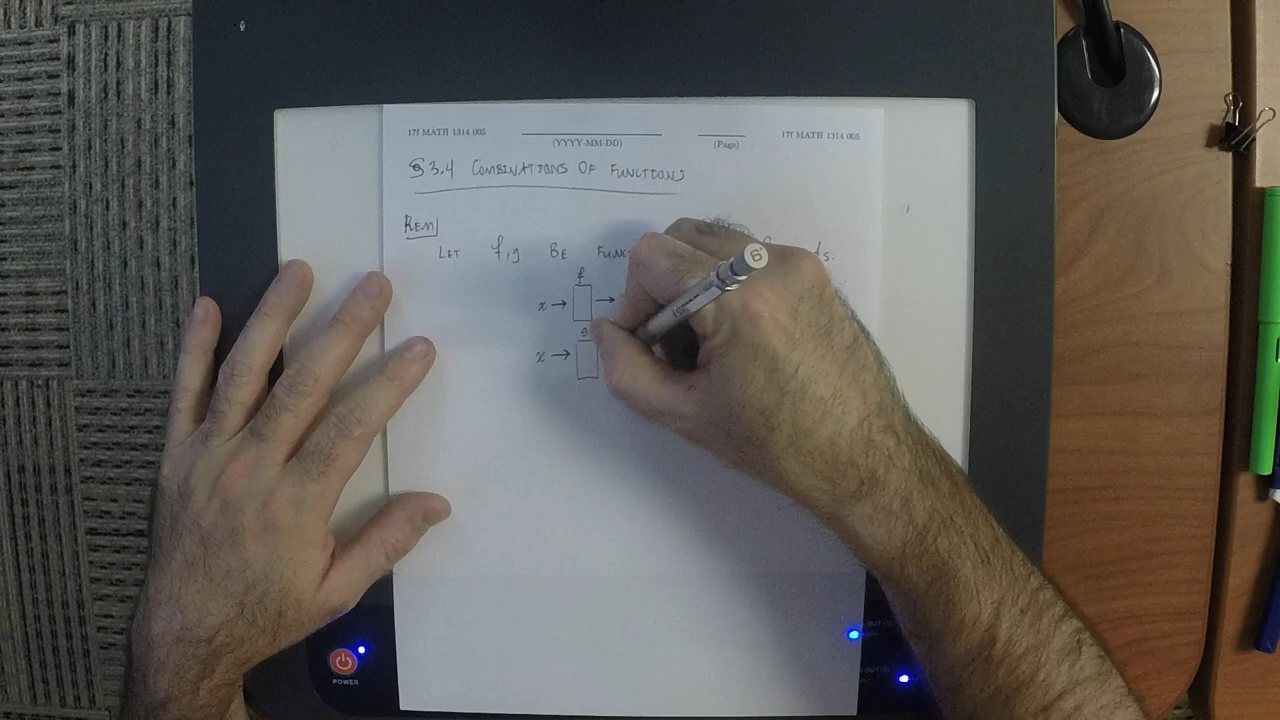 17f MATH 1314 005 (YYYY-MM-DD) (Page) 17f MATH 1314 005
§3.4 COMBINATIONS OF FUNCTIONS
REM
LET f, g BE
f
x → →
g
x →
POWER